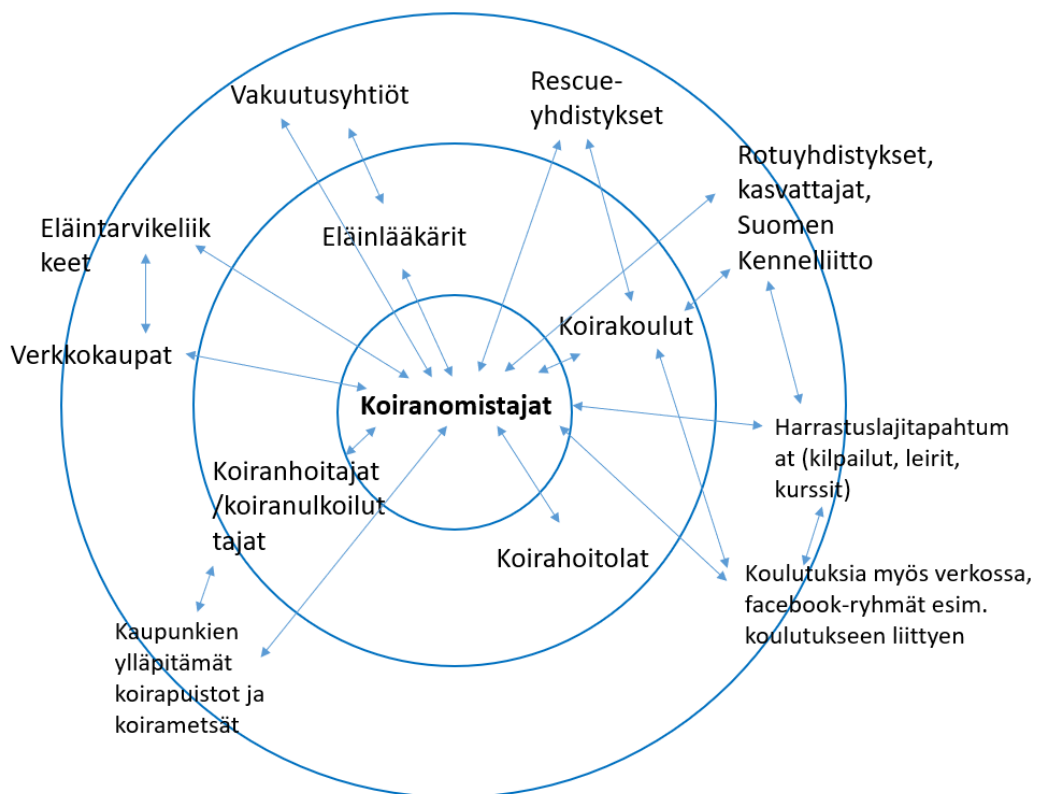 Vakuutusyhtiöt
Rescue-
yhdistykset
Rotuyhdistykset,
kasvattajat,
Suomen
Kennelliitto
Eläintarvikeliik
keet
Eläinlääkärit
Koirakoulut
Verkkokaupat
Koiranomistajat
Harrastuslajitapahtum
at (kilpailut, leirit,
kurssit)
Koiranhoitajat
/koiranulkoilut
tajat
Koirahoitolat
Koulutuksia myös verkossa,
facebook-ryhmät esim.
koulutukseen liittyen
Kaupunkien
ylläpitämät
koirapuistot ja
koirametsät